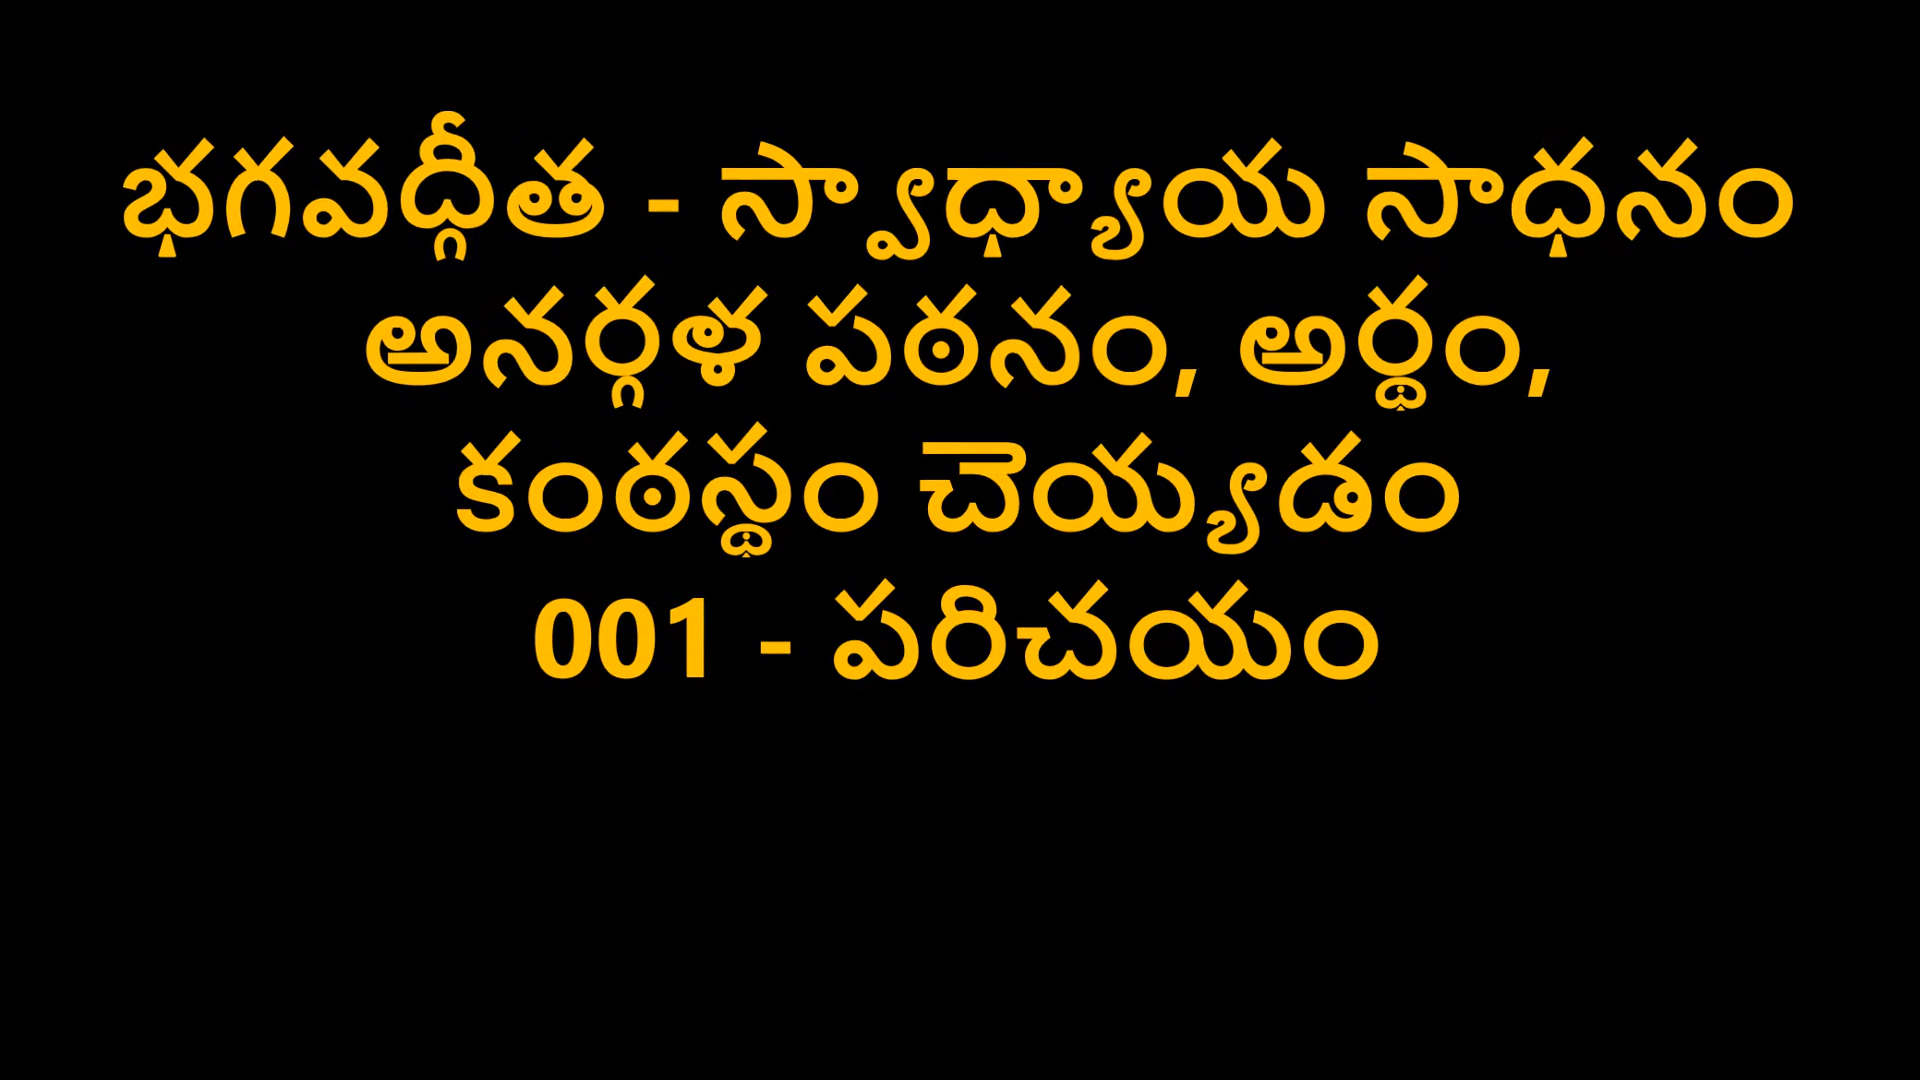 భగవద్గీత - స్వాధ్యాయ సాధనం
అనర్గళ పఠనం, అర్థం,
కంఠస్థం చెయ్యడం
001 - పరిచయం